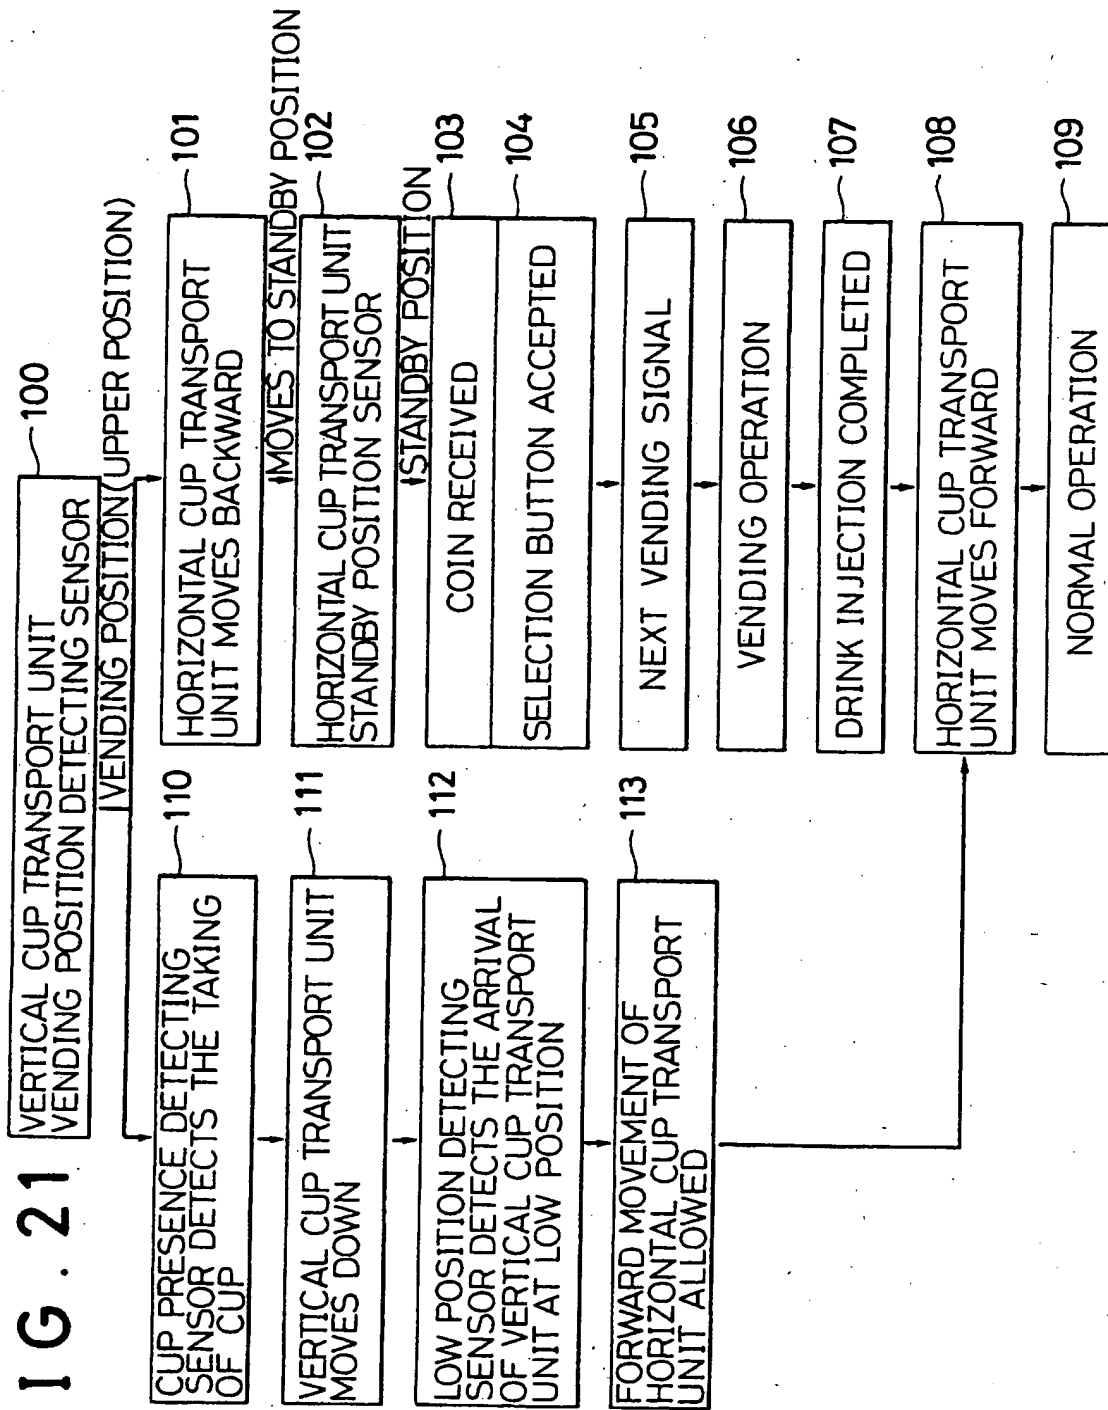 IG. 21
VERTICAL CUP TRANSPORT UNIT
VENDING POSITION DETECTING SENSOR
100
VENDING POSITION(UPPER POSITION)
CUP PRESENCE DETECTING
SENSOR DETECTS THE TAKING
OF CUP
110
VERTICAL CUP TRANSPORT UNIT
MOVES DOWN
111
LOW POSITION DETECTING
SENSOR DETECTS THE ARRIVAL
OF VERTICAL CUP TRANSPORT
UNIT AT LOW POSITION
112
FORWARD MOVEMENT OF
HORIZONTAL CUP TRANSPORT
UNIT ALLOWED
113
HORIZONTAL CUP TRANSPORT
UNIT MOVES BACKWARD
101
MOVES TO STANDBY POSITION
HORIZONTAL CUP TRANSPORT UNIT
STANDBY POSITION SENSOR
102
STANDBY POSITION
COIN RECEIVED
103
SELECTION BUTTON ACCEPTED
104
NEXT VENDING SIGNAL
105
VENDING OPERATION
106
DRINK INJECTION COMPLETED
107
HORIZONTAL CUP TRANSPORT
UNIT MOVES FORWARD
108
NORMAL OPERATION
109